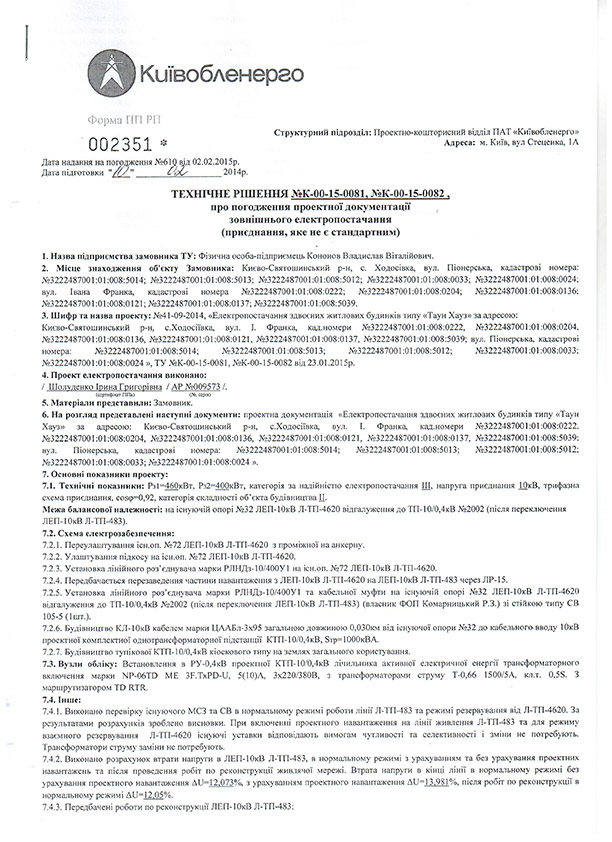 Київобленерго
Форма ПП РП
002351 *
Структурний підрозділ: Проектно-кошторисний відділ ПАТ «Київобленерго»
Адреса: м. Київ, вул Стеценка, 1А
Дата надання на погодження №610 від 02.02.2015р.
Дата підготовки "10" 02 2014р.
ТЕХНІЧНЕ РІШЕННЯ №К-00-15-0081, №К-00-15-0082 ,
про погодження проектної документації
зовнішнього електропостачання
(приєднання, яке не є стандартним)
1. Назва підприємства замовника ТУ: Фізична особа-підприємець Кононов Владислав Віталійович.
2. Місце знаходження об'єкту Замовника: Києво-Святошинський р-н, с. Ходосівка, вул. Піонерська, кадастрові номера:
№3222487001:01:008:5014; №3222487001:01:008:5013; №3222487001:01:008:5012; №3222487001:01:008:0033; №3222487001:01:008:0024;
вул. Івана Франка, кадастрові номера №3222487001:01:008:0222; №3222487001:01:008:0204; №3222487001:01:008:0136;
№3222487001:01:008:0121; №3222487001:01:008:0137; №3222487001:01:008:5039.
3. Шифр та назва проекту: №41-09-2014, «Електропостачання здвоєних житлових будинків типу «Таун Хауз» за адресою:
Києво-Святошинський р-н, с.Ходосіївка, вул. І. Франка, кад.номери №3222487001:01:008:0222, №3222487001:01:008:0204,
№3222487001:01:008:0136, №3222487001:01:008:0121, №3222487001:01:008:0137, №3222487001:01:008:5039; вул. Піонерська, кадастрові
номера: №3222487001:01:008:5014; №3222487001:01:008:5013; №3222487001:01:008:5012; №3222487001:01:008:0033;
№3222487001:01:008:0024 », ТУ №К-00-15-0081, №К-00-15-0082 від 23.01.2015р.
4. Проект електропостачання виконано:
/ Шолуденко Ірина Григорівна / АР №009573 /.
5. Матеріали представили: Замовник.
6. На розгляд представлені наступні документи: проектна документація «Електропостачання здвоєних житлових будинків типу «Таун
Хауз» за адресою: Києво-Святошинський р-н, с.Ходосіївка, вул. І. Франка, кад.номери №3222487001:01:008:0222.
№3222487001:01:008:0204, №3222487001:01:008:0136, №3222487001:01:008:0121, №3222487001:01:008:0137, №3222487001:01:008:5039:
вул. Піонерська, кадастрові номера: №3222487001:01:008:5014; №3222487001:01:008:5013; №3222487001:01:008:5012;
№3222487001:01:008:0033; №3222487001:01:008:0024 ».
7. Основні показники проекту:
7.1. Технічні показники: Рз1=460кВт, Рз2=400кВт, категорія за надійністю електропостачання III, напруга приєднання 10кВ, трифазна
схема приєднання, cosφ=0,92, категорія складності об'єкта будівництва II.
Межа балансової належності: на існуючій опорі №32 ЛЕП-10кВ Л-ТП-4620 відгалуження до ТП-10/0,4кВ №2002 (після переключення
ЛЕП-10кВ Л-ТП-483).
7.2. Схема електрозабезпечення:
7.2.1. Переулаштування існ.оп. №72 ЛЕП-10кВ Л-ТП-4620 з проміжної на анкерну.
7.2.2. Улаштування підкосу на існ.оп. №72 ЛЕП-10кВ Л-ТП-4620.
7.2.3. Установка лінійного роз'єднувача марки РЛНДз-10/400У1 на існ.оп. №72 ЛЕП-10кВ Л-ТП-4620.
7.2.4. Передбачається перезаведення частини навантаження з ЛЕП-10кВ Л-ТП-4620 на ЛЕП-10кВ Л-ТП-483 через ЛР-15.
7.2.5. Установка лінійного роз'єднувача марки РЛНДз-10/400У1 та кабельної муфти на існуючій опорі №32 ЛЕП-10кВ Л-ТП-4620
відгалуження до ТП-10/0,4кВ №2002 (після переключення ЛЕП-10кВ Л-ТП-483) (власник ФОП Комарницький Р.З.) зі стійкою типу СВ
105-5 (1шт.).
7.2.6. Будівництво КЛ-10кВ кабелем марки ЦААБл-3х95 загальною довжиною 0,030км від існуючої опори №32 до кабельного вводу 10кВ
проектної комплектної однотрансформаторної підстанції КТП-10/0,4кВ, Sтр=1000кВА.
7.2.7. Будівництво тупікової КТП-10/0,4кВ кіоскового типу на землях загального користування.
7.3. Вузли обліку: Встановлення в РУ-0,4кВ проектної КТП-10/0,4кВ лічильника активної електричної енергії трансформаторного
включення марки NP-06TD ME 3F.TxPD-U, 5(10)А, 3х220/380В, з трансформаторами струму Т-0,66 1500/5А, кл.т. 0,5S. З
маршрутизатором TD RTR.
7.4. Інше:
7.4.1. Виконано перевірку існуючого МСЗ та СВ в нормальному режимі роботи лінії Л-ТП-483 та режимі резервування від Л-ТП-4620. За
результатами розрахунків зроблено висновки. При включенні проектного навантаження на лінії живлення Л-ТП-483 та для режиму
взаємного резервування Л-ТП-4620 існуючі уставки відповідають вимогам чутливості та селективності і зміни не потребують.
Трансформатори струму заміни не потребують.
7.4.2. Виконано розрахунок втрати напруги в ЛЕП-10кВ Л-ТП-483, в нормальному режимі з урахуванням та без урахування проектних
навантажень та після проведення робіт по реконструкції живлячої мережі. Втрата напруги в кінці лінії в нормальному режимі без
урахування проектного навантаження ΔU=12,073%, з урахуванням проектного навантаження ΔU=13,981%, після робіт по реконструкції в
нормальному режимі ΔU=12,05%.
7.4.3. Передбачені роботи по реконструкції ЛЕП-10кВ Л-ТП-483: